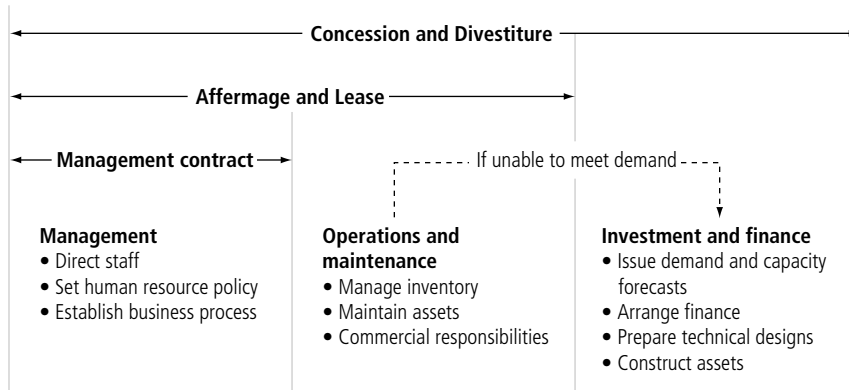 Concession and Divestiture
Affermage and Lease
Management contract
If unable to meet demand
Management
• Direct staff
• Set human resource policy
• Establish business process
Operations and
maintenance
• Manage inventory
• Maintain assets
• Commercial responsibilities
Investment and finance
• Issue demand and capacity
forecasts
• Arrange finance
• Prepare technical designs
• Construct assets